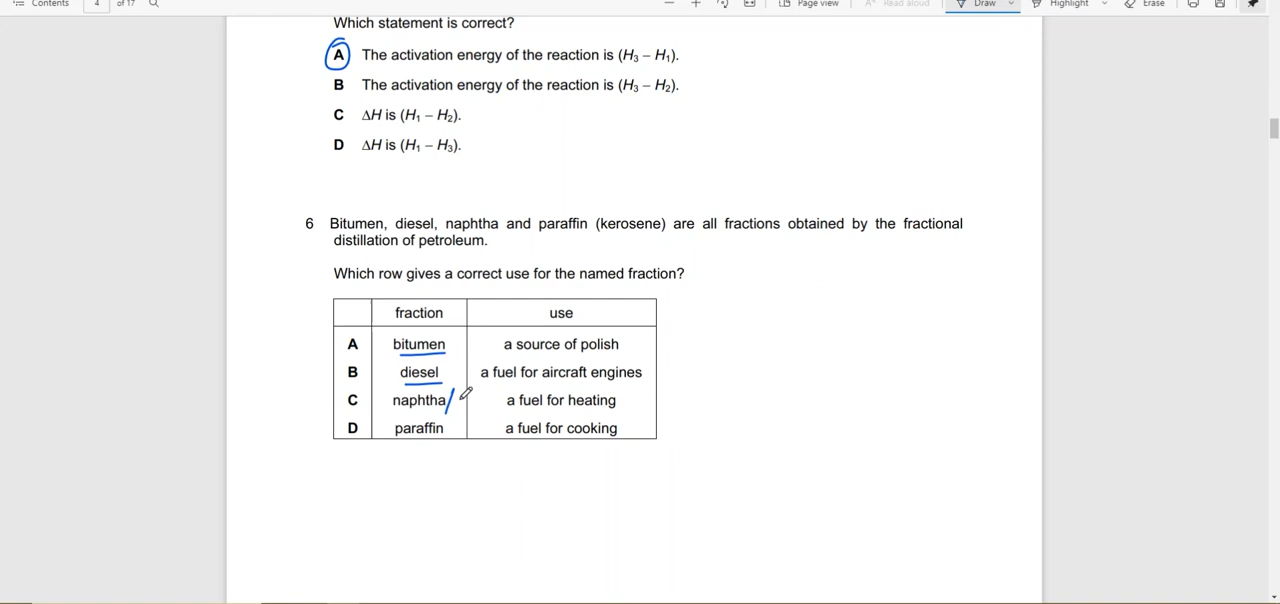 Contents 4 of 17 Page view Read aloud Draw Highlight Erase
Which statement is correct?
A The activation energy of the reaction is (H₃ – H₁).
B The activation energy of the reaction is (H₃ – H₂).
C ΔH is (H₁ – H₂).
D ΔH is (H₁ – H₃).
6 Bitumen, diesel, naphtha and paraffin (kerosene) are all fractions obtained by the fractional
distillation of petroleum.
Which row gives a correct use for the named fraction?
fraction use
A bitumen a source of polish
B diesel a fuel for aircraft engines
C naphtha a fuel for heating
D paraffin a fuel for cooking